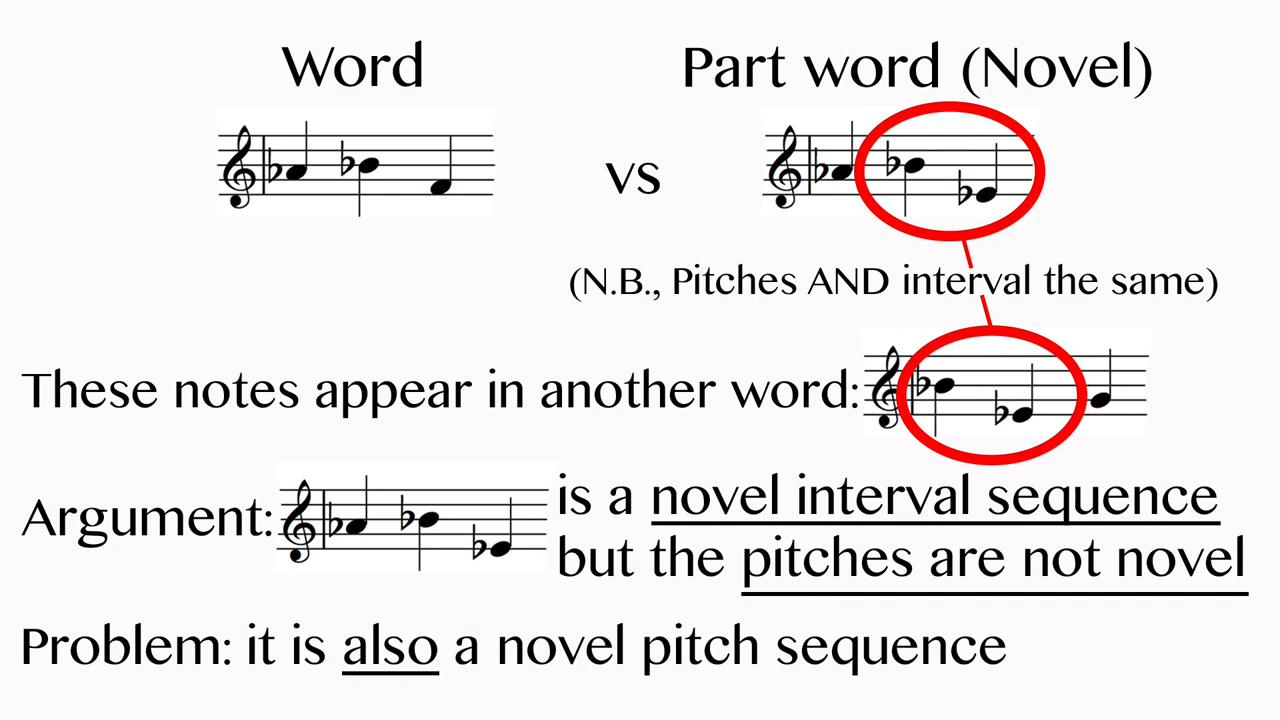 Word
Part word (Novel)
vs
(N.B., Pitches AND interval the same)
These notes appear in another word:
Argument:
is a novel interval sequence
but the pitches are not novel
Problem: it is also a novel pitch sequence